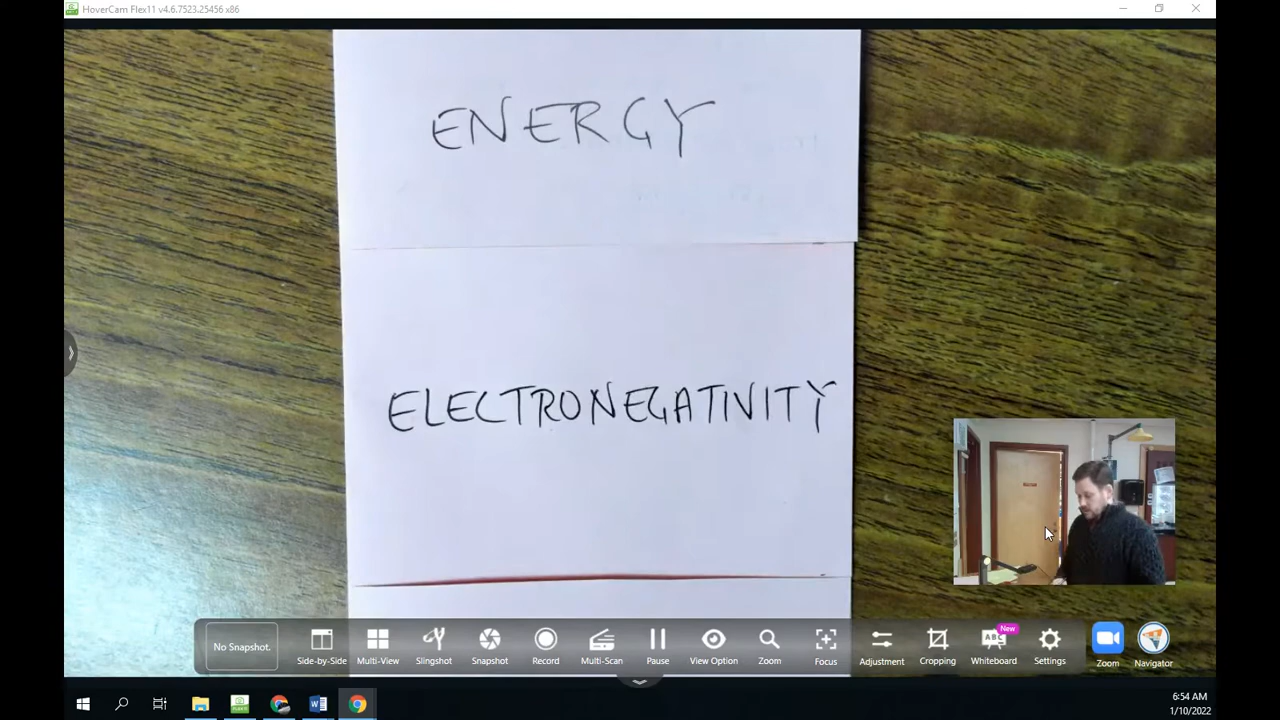 HoverCam Flex11 v4.6.7523.25456 x86
ENERGY
ELECTRONEGATIVITY
No Snapshot.
Side-by-Side
Multi-View
Slingshot
Snapshot
Record
Multi-Scan
Pause
View Option
Zoom
Focus
Adjustment
Cropping
New
ABC
Whiteboard
Settings
Zoom
Navigator
6:54 AM
1/10/2022